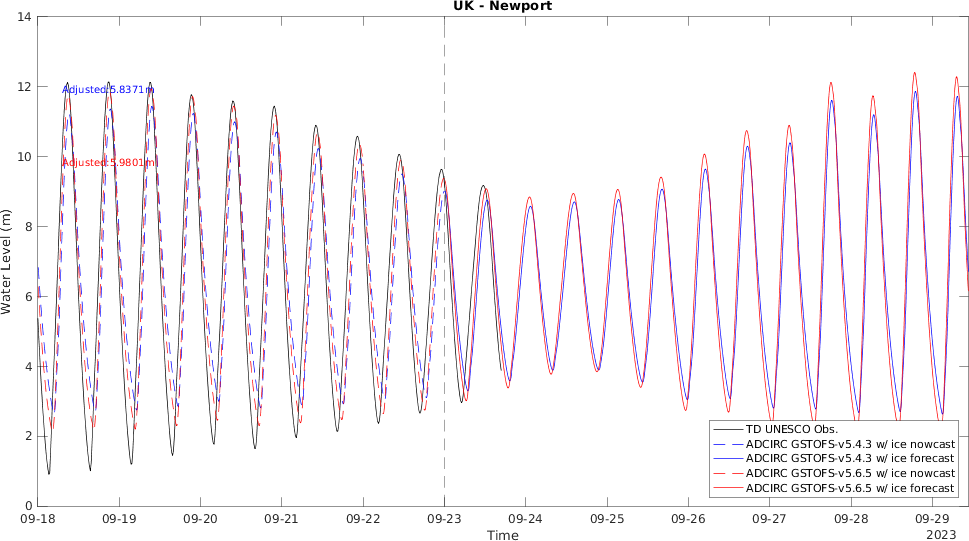 UK - Newport
14
12
10
8
6
4
2
0
Water Level (m)
Adjusted:5.8371m
Adjusted:5.9801m
TD UNESCO Obs.
ADCIRC GSTOFS-v5.4.3 w/ ice nowcast
ADCIRC GSTOFS-v5.4.3 w/ ice forecast
ADCIRC GSTOFS-v5.6.5 w/ ice nowcast
ADCIRC GSTOFS-v5.6.5 w/ ice forecast
09-18 09-19 09-20 09-21 09-22 09-23 09-24 09-25 09-26 09-27 09-28 09-29
Time
2023